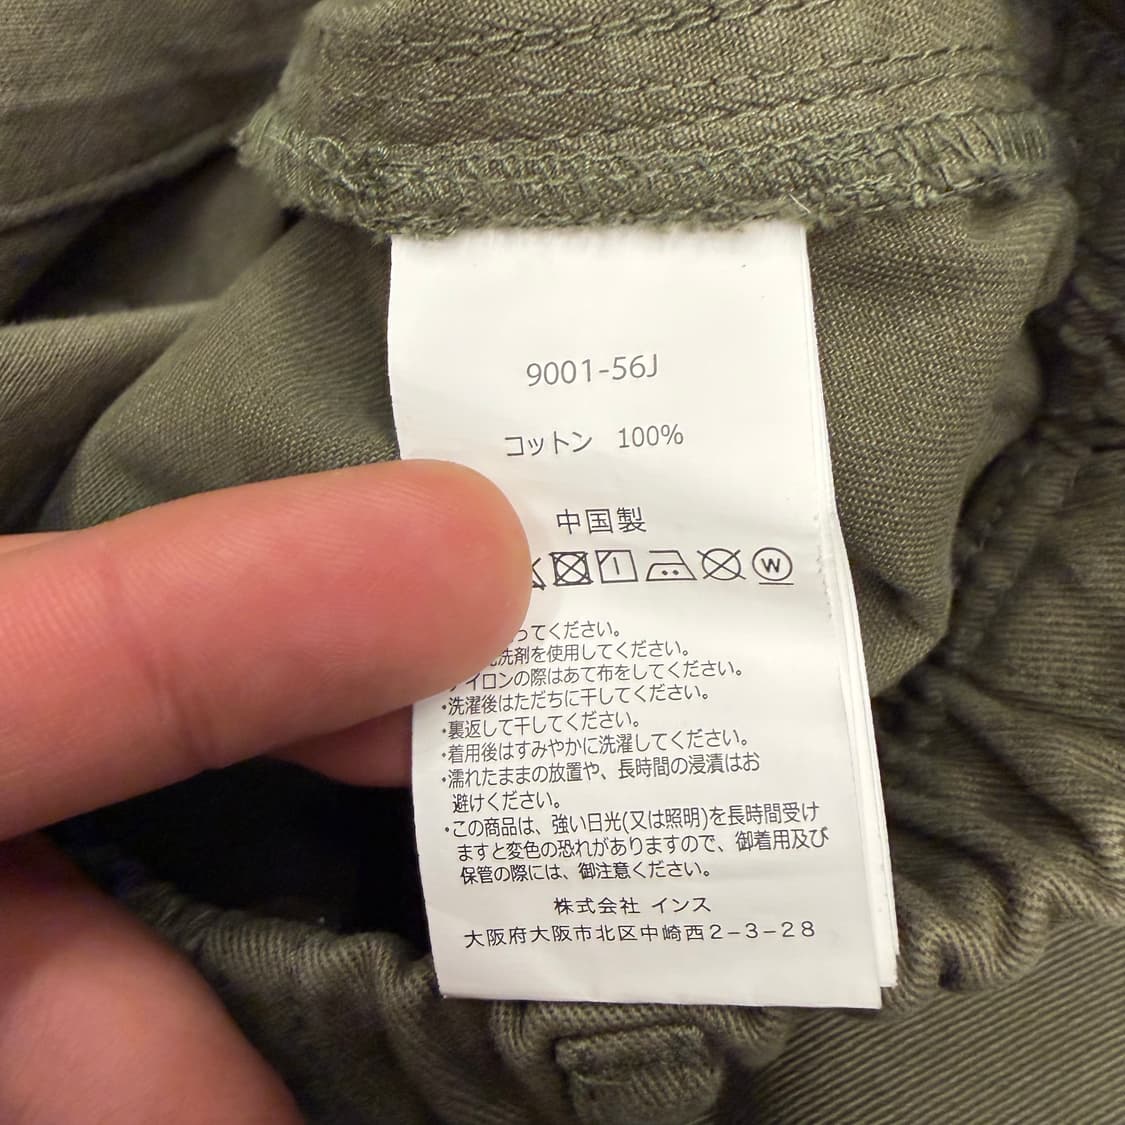 9001-56J
コットン 100%
中国製
W
ってください。
洗剤を使用してください。
イロンの際はあて布をしてください。
・洗濯後はただちに干してください。
・裏返して干してください。
・着用後はすみやかに洗濯してください。
・濡れたままの放置や、長時間の浸漬はお
避けください。
・この商品は、強い日光(又は照明)を長時間受け
ますと変色の恐れがありますので、御着用及び
保管の際には、御注意ください。
株式会社 インス
大阪府大阪市北区中崎西2-3-28